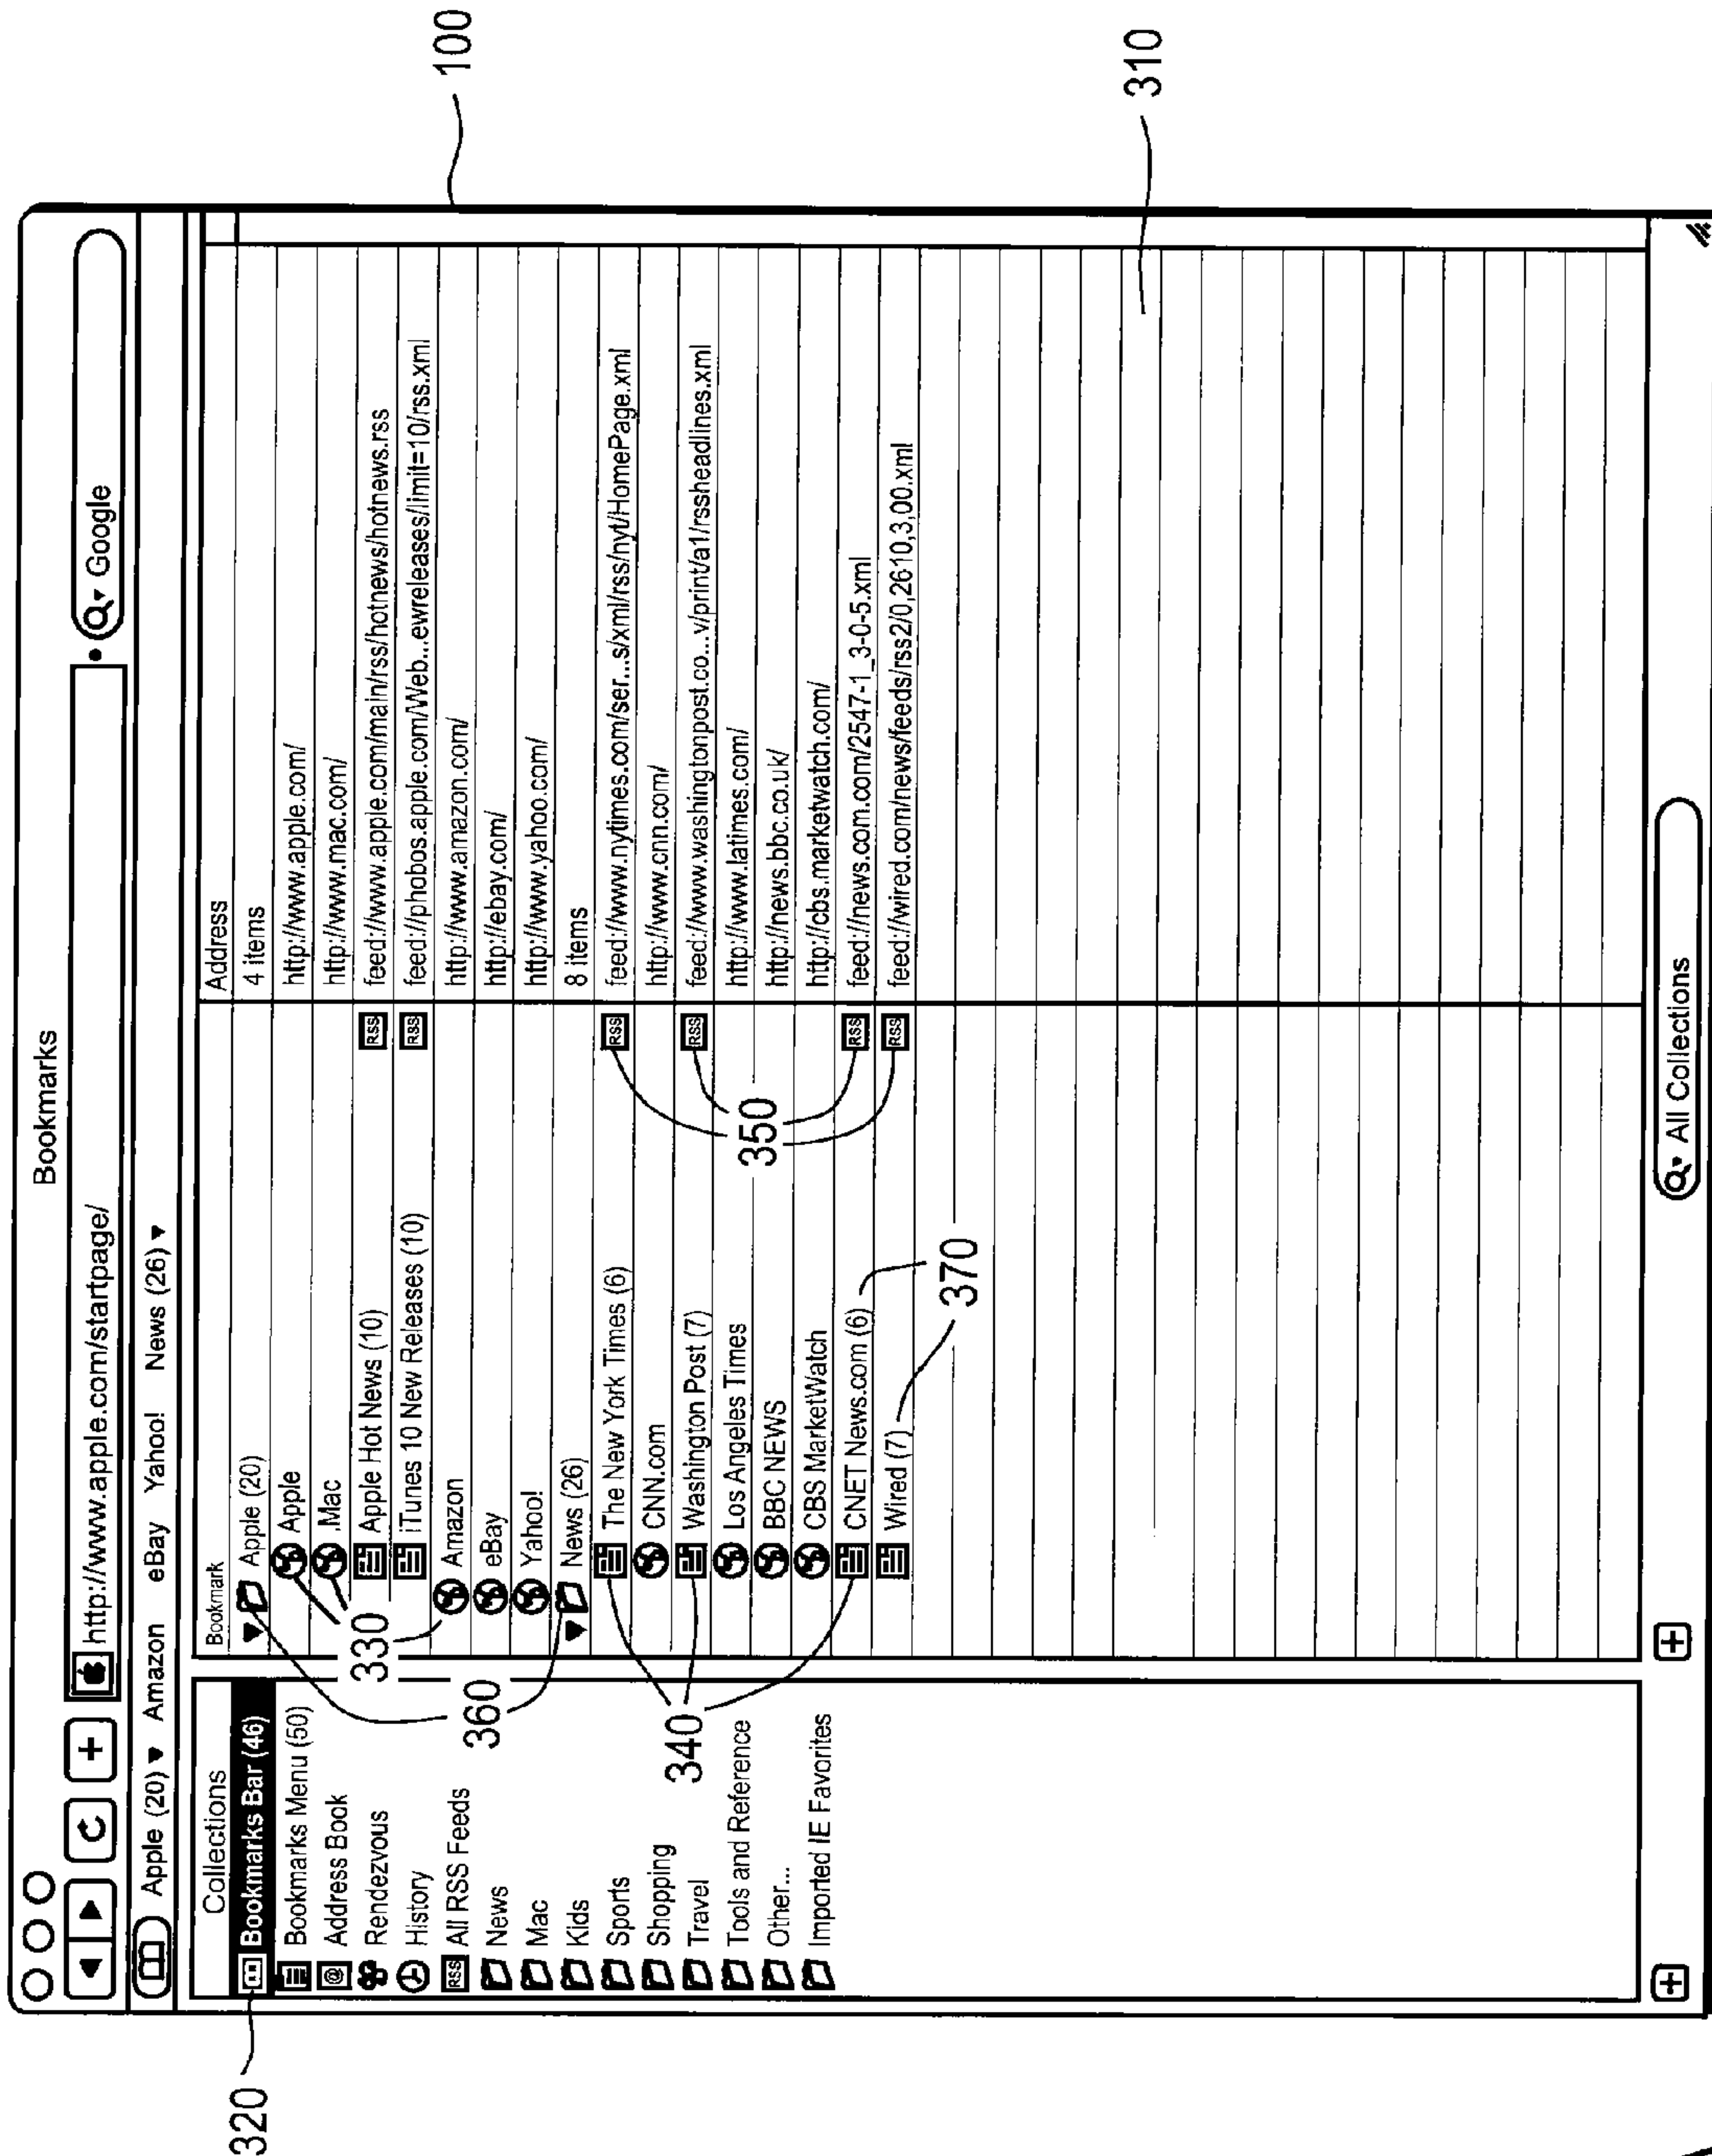 Bookmarks
http://www.apple.com/startpage/
Google
Apple (20) Amazon eBay Yahoo! News (26)
Collections
Bookmarks Bar (46)
Bookmarks Menu (50)
Address Book
Rendezvous
History
RSS All RSS Feeds
News
Mac
Kids
Sports
Shopping
Travel
Tools and Reference
Other...
Imported IE Favorites
Bookmark Address
Apple (20) 4 items
Apple http://www.apple.com/
.Mac http://www.mac.com/
Apple Hot News (10) RSS feed://www.apple.com/main/rss/hotnews/hotnews.rss
iTunes 10 New Releases (10) RSS feed://phobos.apple.com/Web...ewreleases/limit=10/rss.xml
Amazon http://www.amazon.com/
eBay http://ebay.com/
Yahoo! http://www.yahoo.com/
News (26) 8 items
The New York Times (6) RSS feed://www.nytimes.com/ser...s/xml/rss/nyt/HomePage.xml
CNN.com http://www.cnn.com/
Washington Post (7) RSS feed://www.washingtonpost.co...v/print/a1/rssheadlines.xml
Los Angeles Times http://www.latimes.com/
BBC NEWS http://news.bbc.co.uk/
CBS MarketWatch http://cbs.marketwatch.com/
CNET News.com (6) RSS feed://news.com.com/2547-1_3-0-5.xml
Wired (7) RSS feed://wired.com/news/feeds/rss2/0,2610,3,00.xml
All Collections
100
310
320
330
340
350
360
370